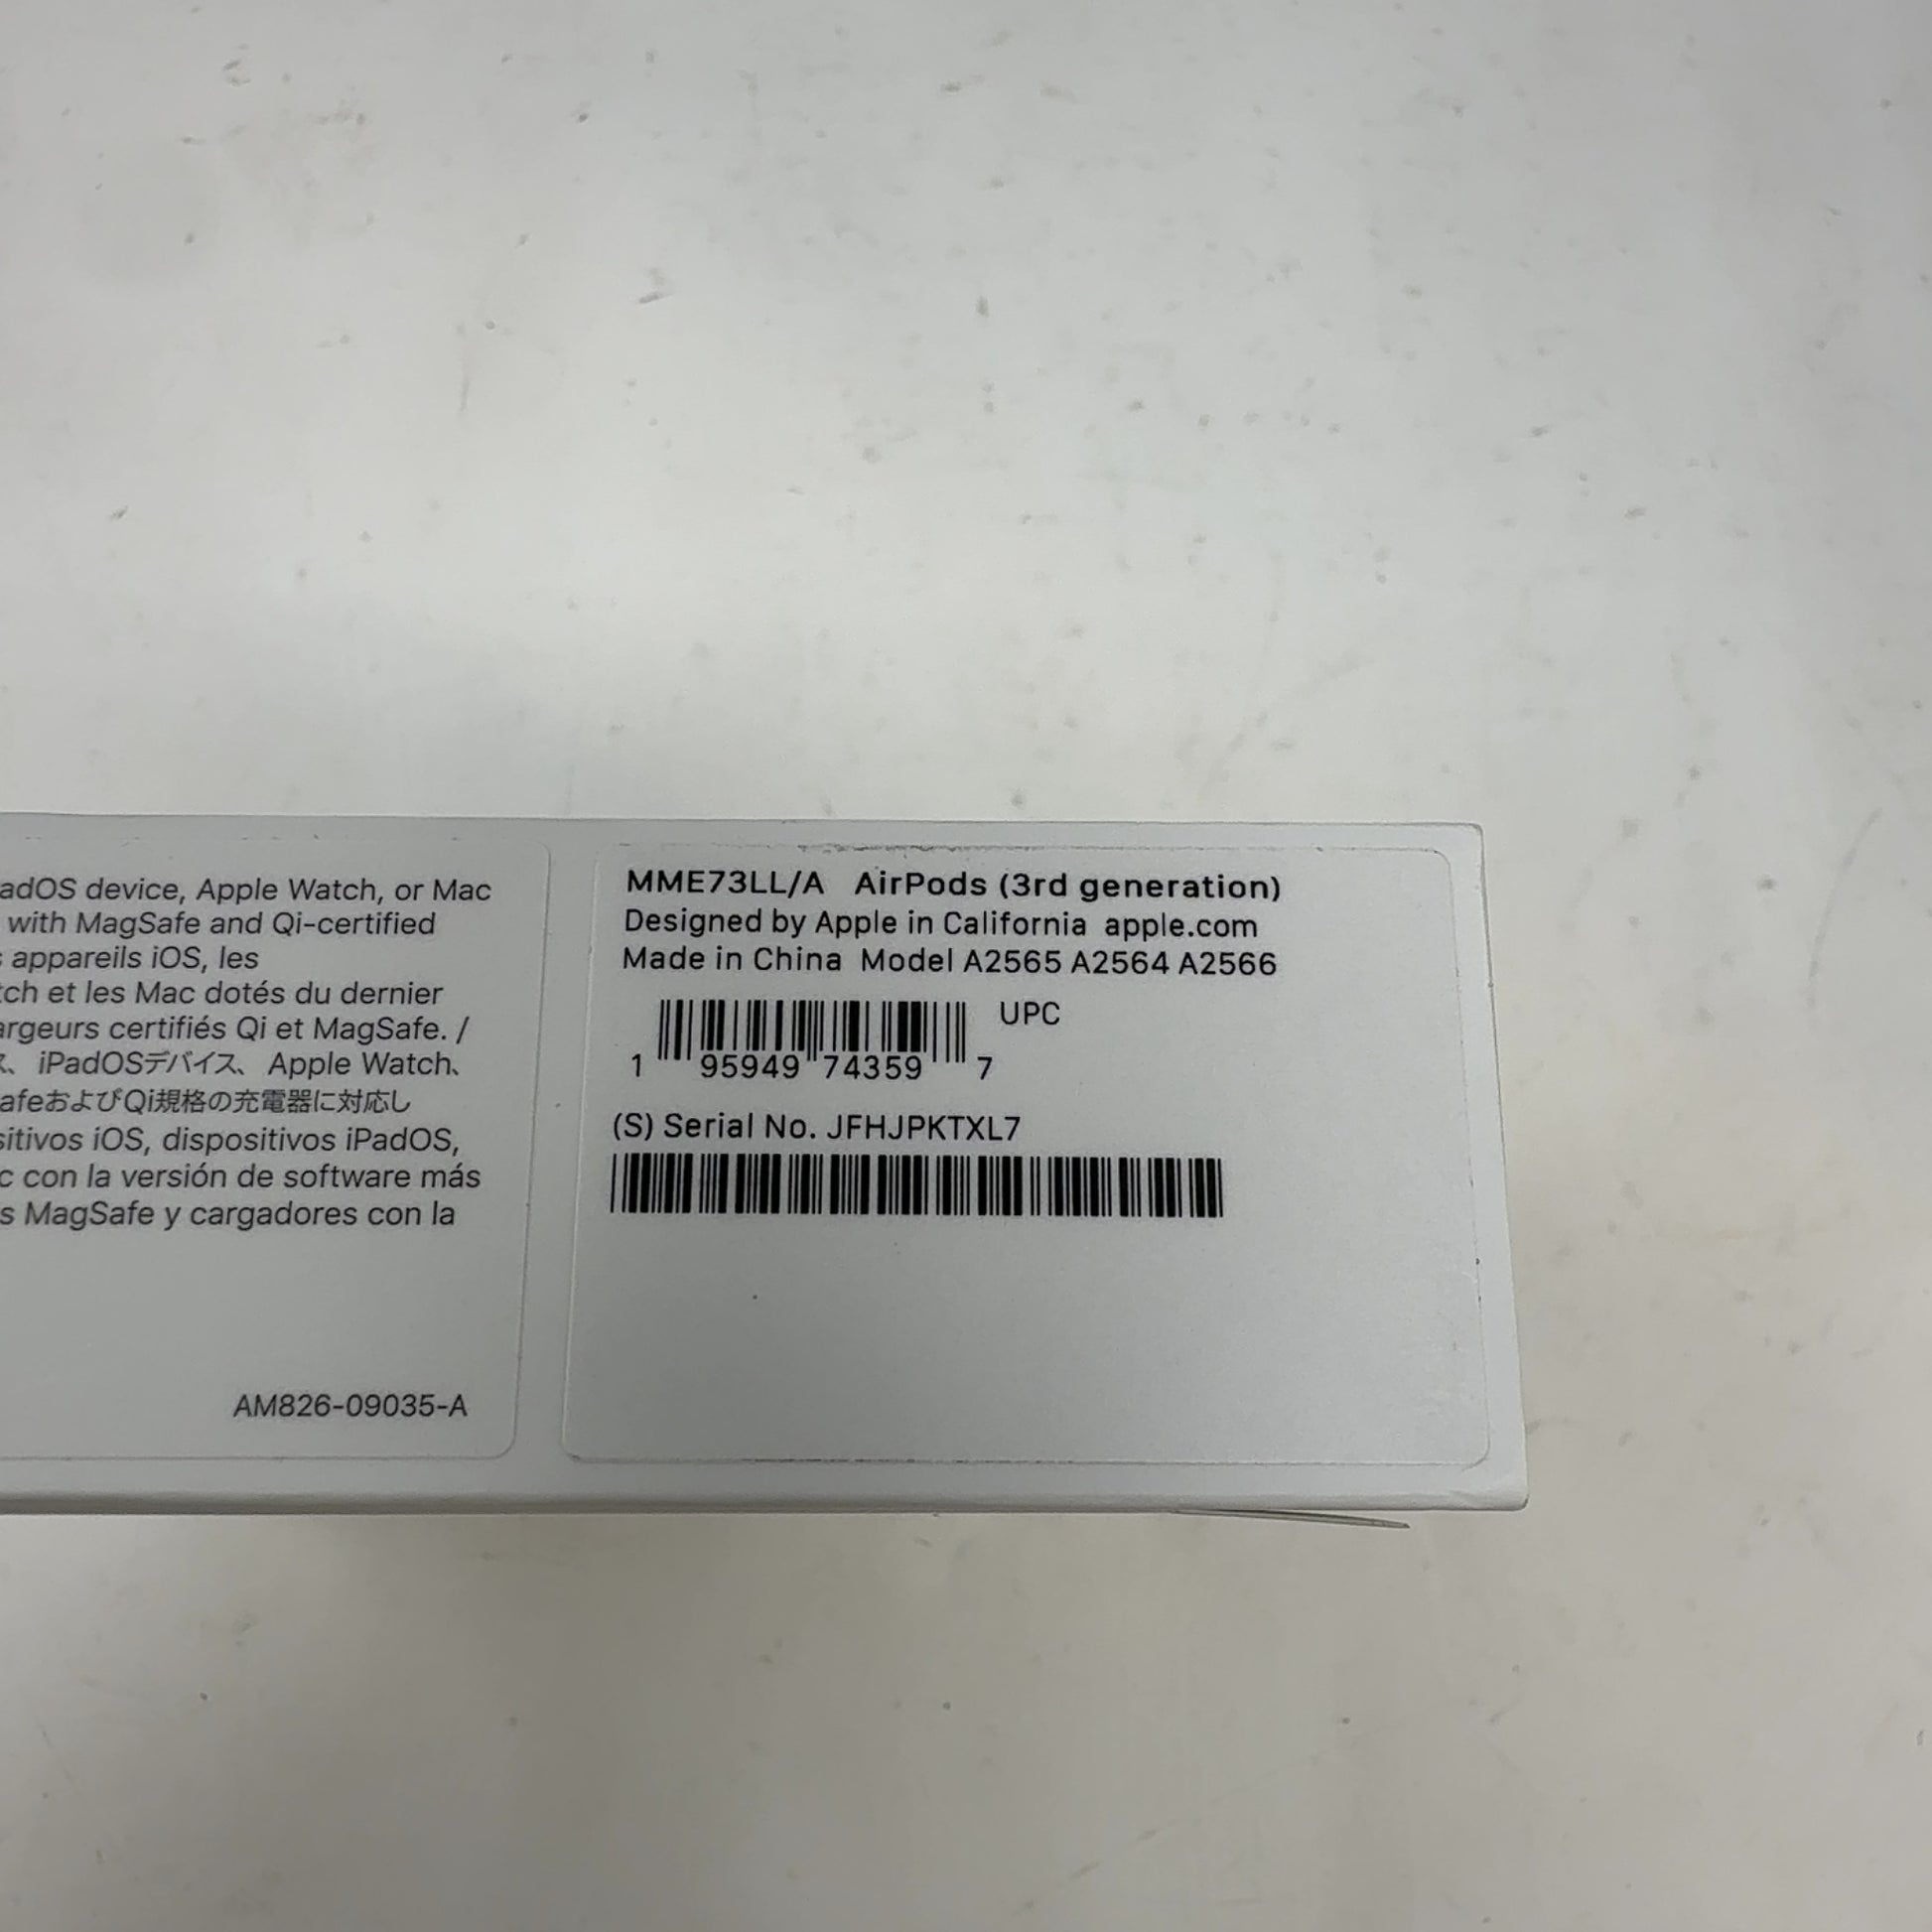 adOS device, Apple Watch, or Mac
with MagSafe and Qi-certified
appareils iOS, les
ch et les Mac dotés du dernier
argeurs certifiés Qi et MagSafe. /
ス、iPadOSデバイス、Apple Watch、
afeおよびQi規格の充電器に対応し
sitivos iOS, dispositivos iPadOS,
c con la versión de software más
s MagSafe y cargadores con la
AM826-09035-A
MME73LL/A AirPods (3rd generation)
Designed by Apple in California apple.com
Made in China Model A2565 A2564 A2566
UPC
1 95949 74359 7
(S) Serial No. JFHJPKTXL7